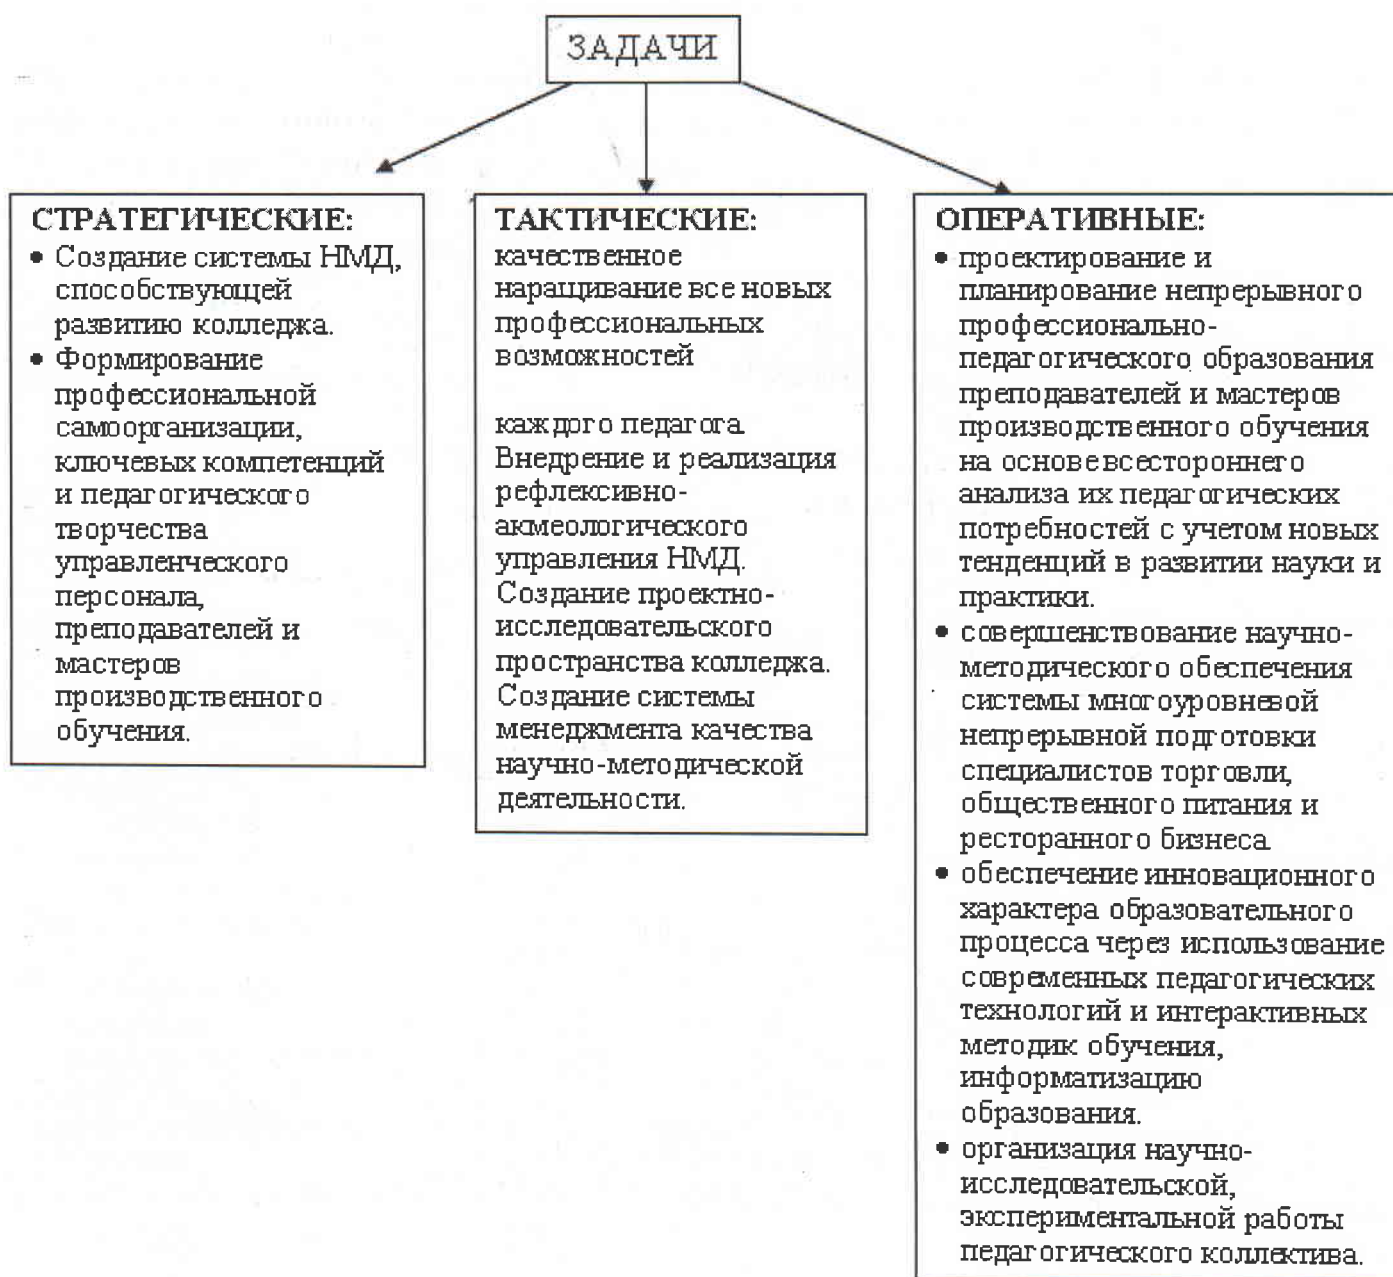 ЗАДАЧИ
СТРАТЕГИЧЕСКИЕ:
• Создание системы НМД,
способствующей
развитию колледжа.
• Формирование
профессиональной
самоорганизации,
ключевых компетенций
и педагогического
творчества
управленческого
персонала,
преподавателей и
мастеров
производственного
обучения.
ТАКТИЧЕСКИЕ:
качественное
наращивание все новых
профессиональных
возможностей
каждого педагога.
Внедрение и реализация
рефлексивно-
акмеологического
управления НМД.
Создание проектно-
исследовательского
пространства колледжа.
Создание системы
менеджмента качества
научно-методической
деятельности.
ОПЕРАТИВНЫЕ:
• проектирование и
планирование непрерывного
профессионально-
педагогического образования
преподавателей и мастеров
производственного обучения
на основе всестороннего
анализа их педагогических
потребностей с учетом новых
тенденций в развитии науки и
практики.
• совершенствование научно-
методического обеспечения
системы многоуровневой
непрерывной подготовки
специалистов торговли,
общественного питания и
ресторанного бизнеса
• обеспечение инновационного
характера образовательного
процесса через использование
современных педагогических
технологий и интерактивных
методик обучения,
информатизацию
образования.
• организация научно-
исследовательской,
экспериментальной работы
педагогического коллектива.